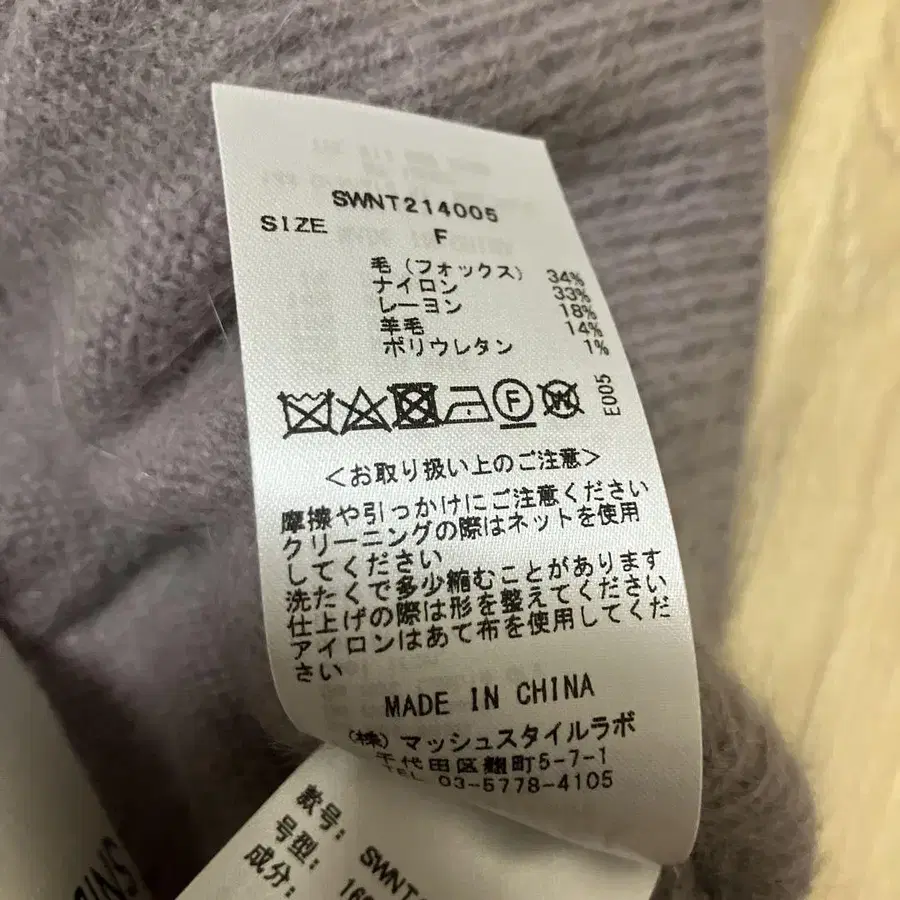 SWNT214005
SIZE F
毛(フォックス) 34%
ナイロン 33%
レーヨン 18%
羊毛 14%
ポリウレタン 1%
F
W
E005
<お取り扱い上のご注意>
摩擦や引っかけにご注意ください
クリーニングの際はネットを使用
してください
洗たくで多少縮むことがあります
仕上げの際は形を整えてください
アイロンはあて布を使用してくだ
さい
MADE IN CHINA
(株)マッシュスタイルラボ
千代田区麹町5-7-1
TEL 03-5778-4105
款号: SWNT
号型: 16
成分: